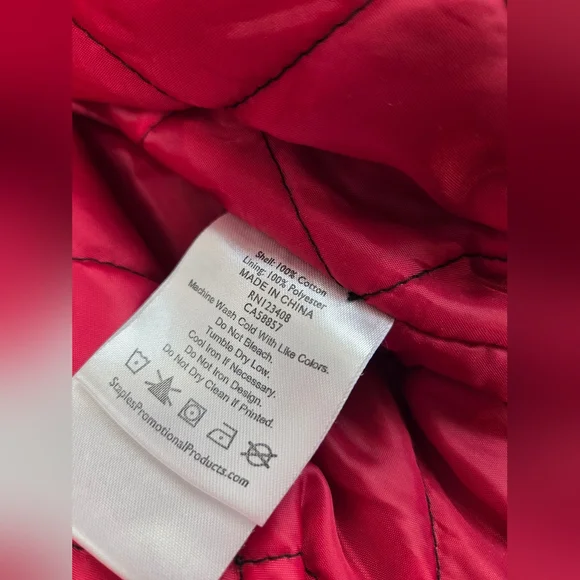 Shell: 100% Cotton
Lining: 100% Polyester
MADE IN CHINA
RN123408
CA58857
Machine Wash Cold With Like Colors.
Do Not Bleach.
Tumble Dry Low.
Cool Iron If Necessary.
Do Not Iron Design.
Do Not Dry Clean If Printed.
StaplesPromotionalProducts.com